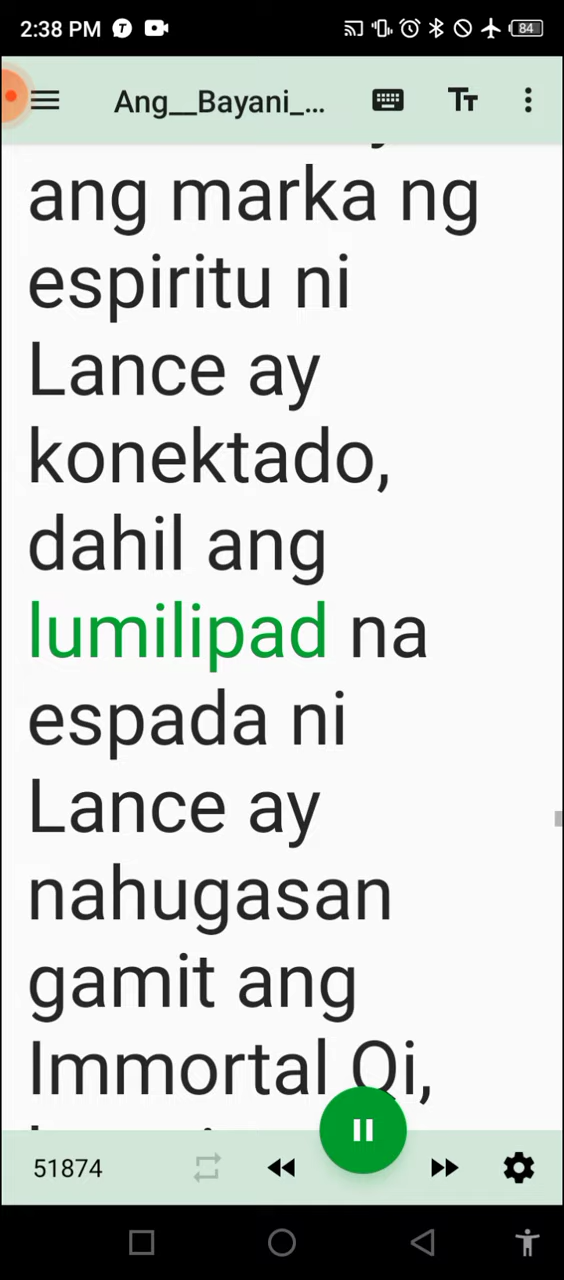 2:38 PM
84
Ang__Bayani_...
ang marka ng
espiritu ni
Lance ay
konektado,
dahil ang
lumilipad na
espada ni
Lance ay
nahugasan
gamit ang
Immortal Qi,
51874